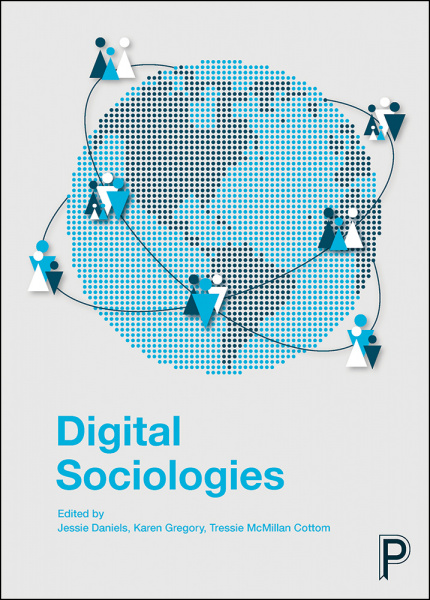 Digital
Sociologies
Edited by
Jessie Daniels, Karen Gregory, Tressie McMillan Cottom
P